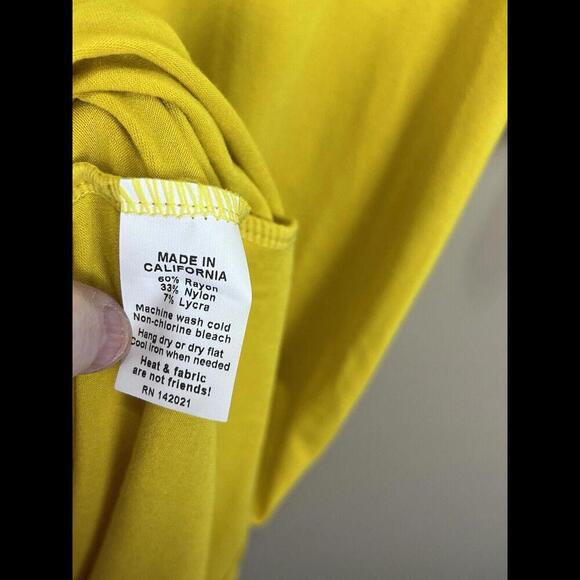 MADE IN
CALIFORNIA
60% Rayon
33% Nylon
7% Lycra
Machine wash cold
Non-chlorine bleach
Hang dry or dry flat
Cool iron when needed
Heat & fabric
are not friends!
RN 142021